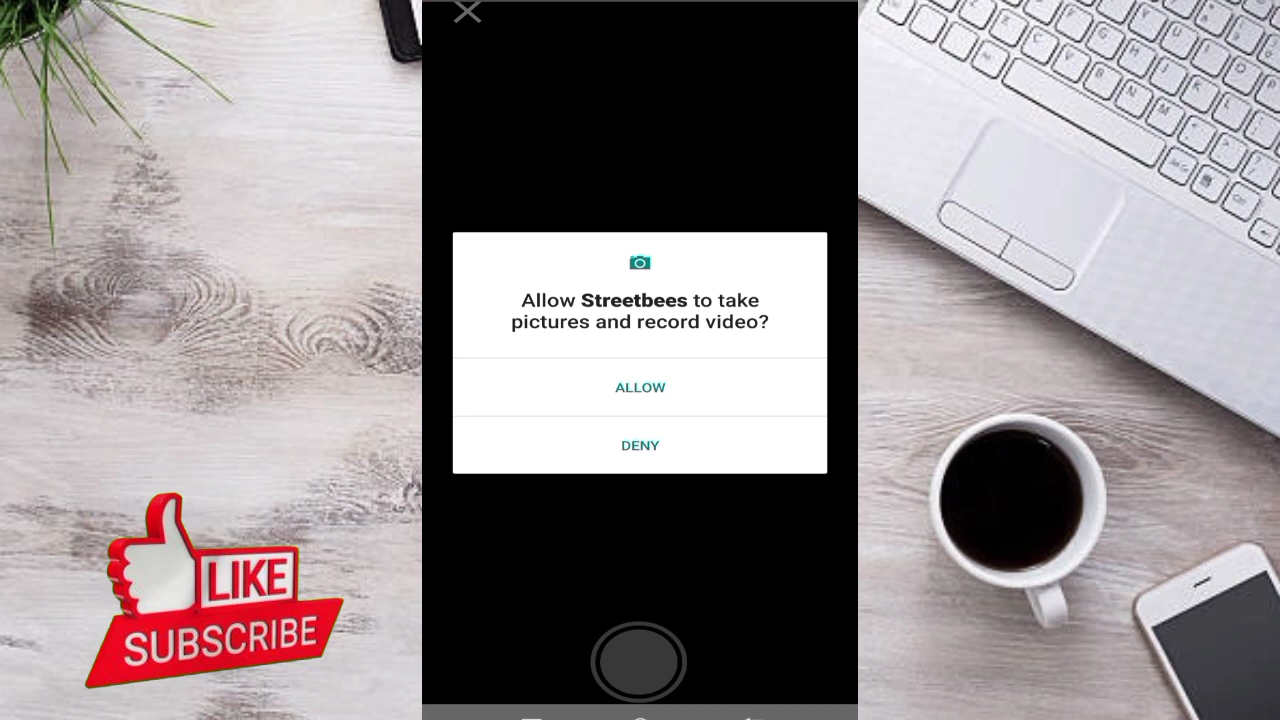 Allow Streetbees to take
pictures and record video?
ALLOW
DENY
LIKE
SUBSCRIBE